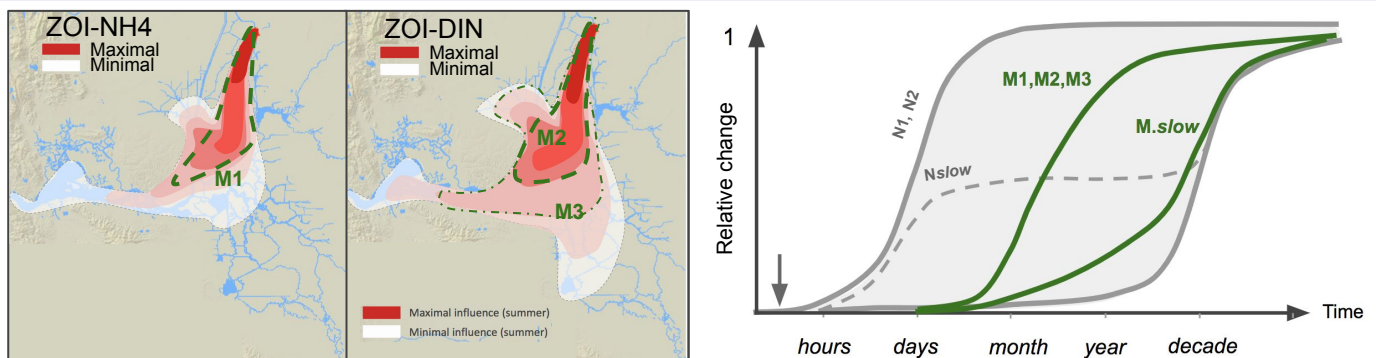 ZOI-NH4
Maximal
Minimal
M1
ZOI-DIN
Maximal
Minimal
M2
M3
Maximal influence (summer)
Minimal influence (summer)
1
Relative change
N1, N2
Nslow
M1,M2,M3
M.slow
Time
hours days month year decade